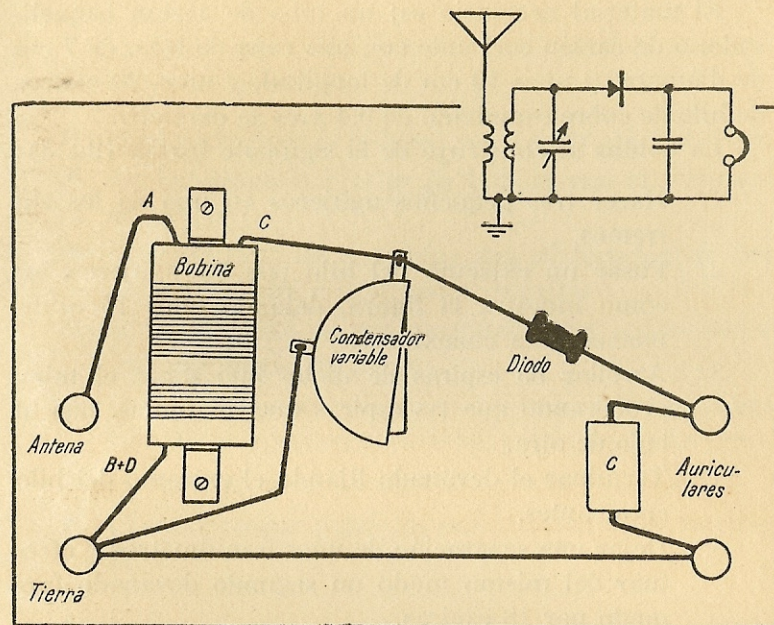 A
C
Bobina
Condensador
variable
Diodo
Antena
B+D
C
Auricu-
lares
Tierra